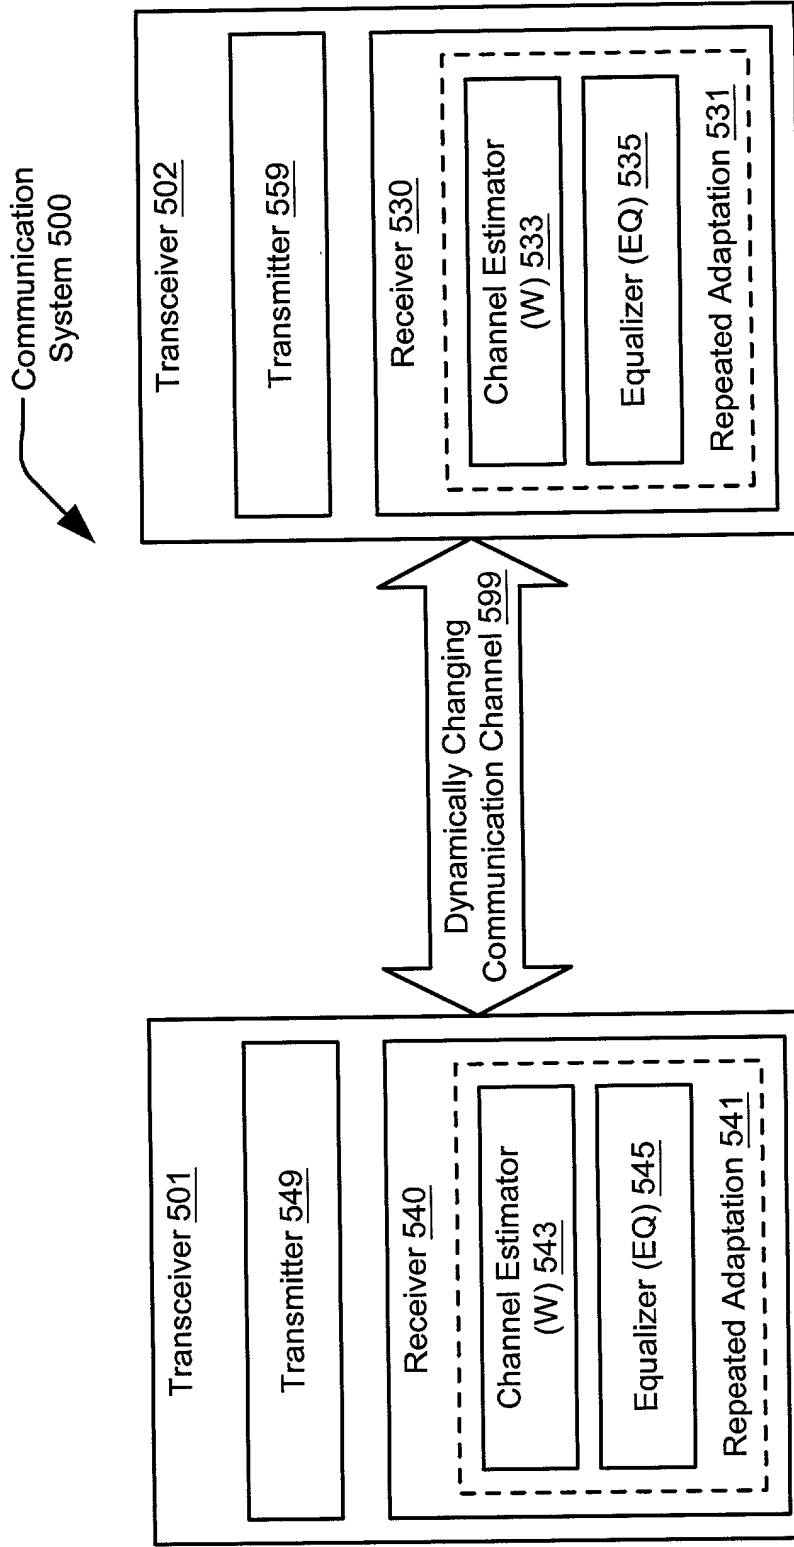 Communication
System 500
Transceiver 501
Transmitter 549
Receiver 540
Channel Estimator
(W) 543
Equalizer (EQ) 545
Repeated Adaptation 541
Dynamically Changing
Communication Channel 599
Transceiver 502
Transmitter 559
Receiver 530
Channel Estimator
(W) 533
Equalizer (EQ) 535
Repeated Adaptation 531